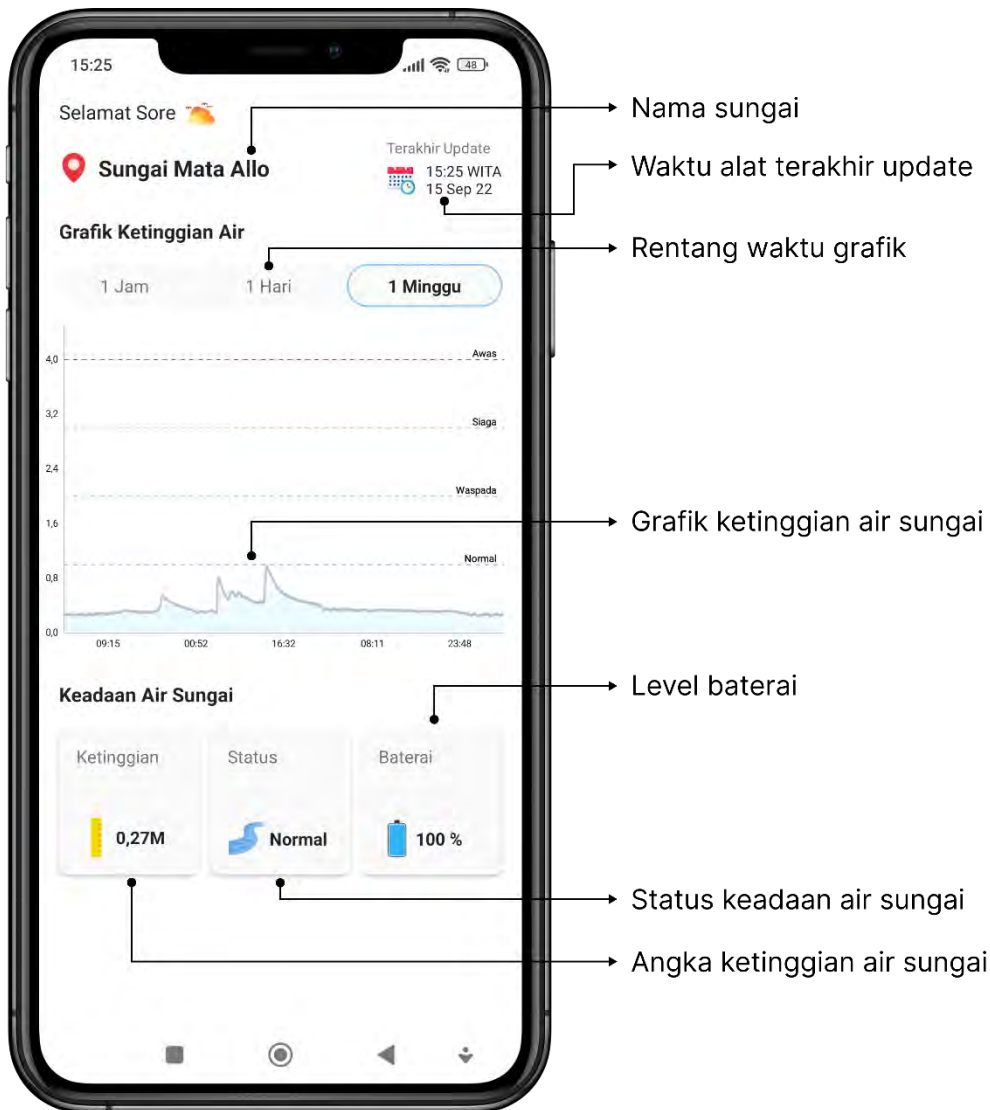 15:25
48
Selamat Sore
Sungai Mata Allo
Terakhir Update
15:25 WITA
15 Sep 22
Grafik Ketinggian Air
1 Jam
1 Hari
1 Minggu
4,0
Awas
3,2
Siaga
2,4
Waspada
1,6
Normal
0,8
0,0
09:15
00:52
16:32
08:11
23:48
Keadaan Air Sungai
Ketinggian
Status
Baterai
0,27M
Normal
100 %
Nama sungai
Waktu alat terakhir update
Rentang waktu grafik
Grafik ketinggian air sungai
Level baterai
Status keadaan air sungai
Angka ketinggian air sungai